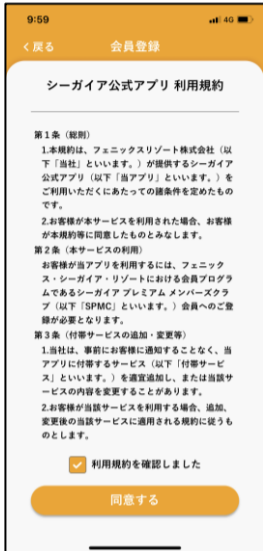 9:59
4G
く戻る
会員登録
シーガイア公式アプリ 利用規約
第1条（総則）
1.本規約は、フェニックスリゾート株式会社（以
下「当社」といいます。）が提供するシーガイア
公式アプリ（以下「当アプリ」といいます。）を
ご利用いただくにあたっての諸条件を定めたもの
です。
2.お客様が本サービスを利用された場合、お客様
が本規約等に同意したものとみなします。
第2条（本サービスの利用）
お客様が当アプリを利用するには、フェニック
ス・シーガイア・リゾートにおける会員プログラ
ムであるシーガイア プレミアム メンバーズクラ
ブ（以下「SPMC」といいます。）会員へのご登
録が必要となります。
第3条（付帯サービスの追加・変更等）
1.当社は、事前にお客様に通知することなく、当
アプリに付帯するサービス（以下「付帯サービ
ス」といいます。）を適宜追加し、または当該サ
ービスの内容を変更することがあります。
2.お客様が当該サービスを利用する場合、追加、
変更後の当該サービスに適用される規約に従うも
のとします。
利用規約を確認しました
同意する